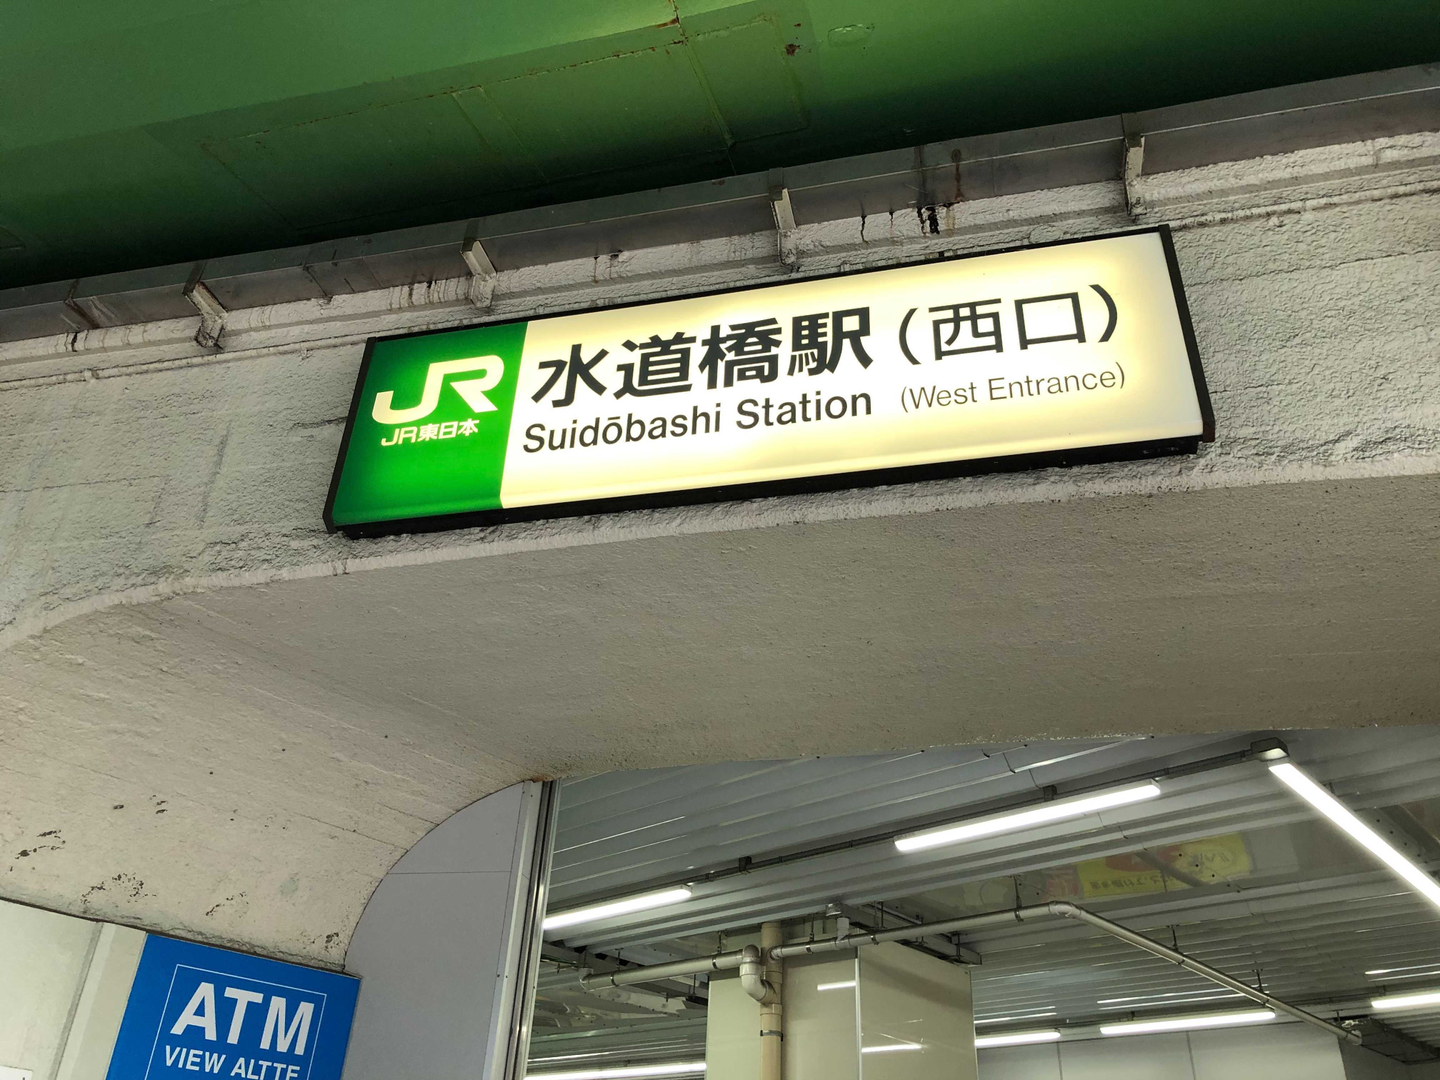 JR
JR東日本
水道橋駅(西口)
Suidōbashi Station (West Entrance)
ATM
VIEW ALTTE